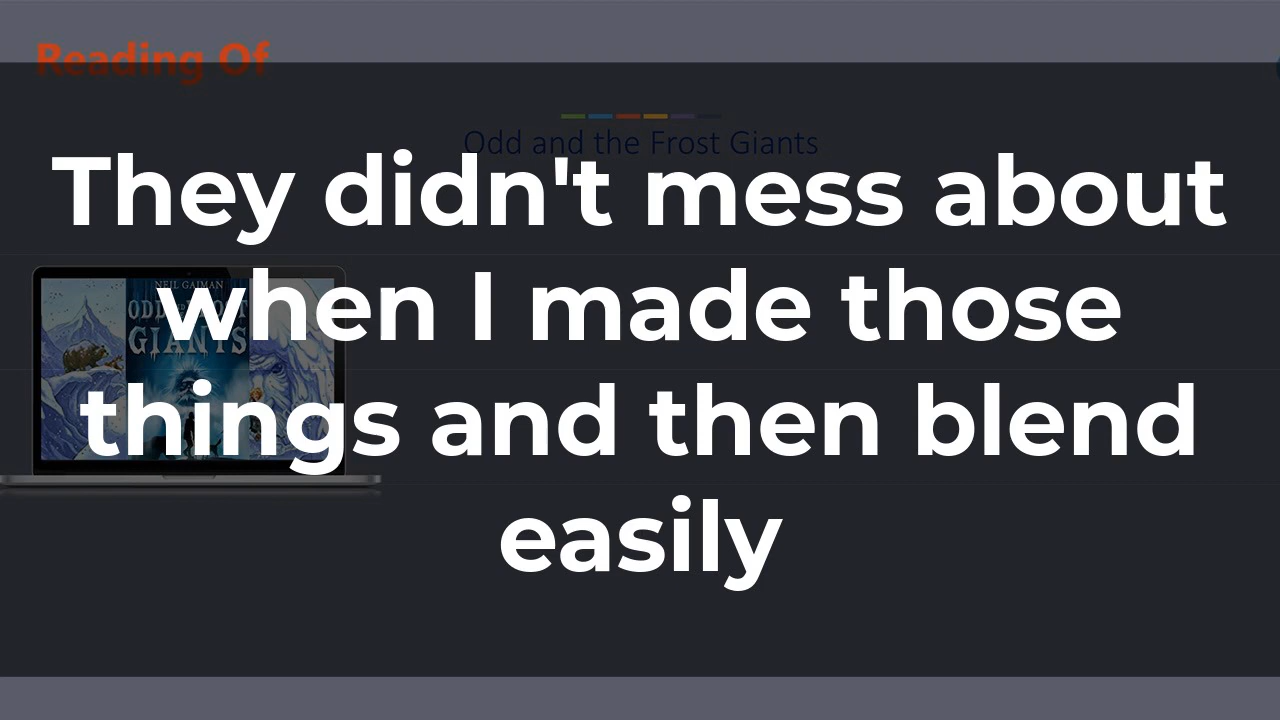 Reading Of
Odd and the Frost Giants
They didn't mess about
when I made those
things and then blend
easily
NEIL GAIMAN
GIANTS